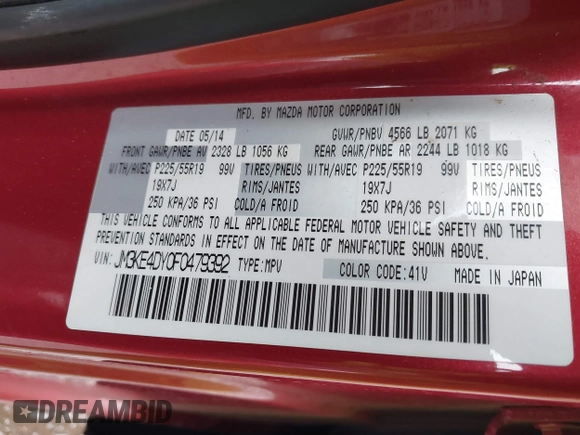 MFD. BY MAZDA MOTOR CORPORATION
DATE 05/14 GVWR/PNBV 4566 LB 2071 KG
FRONT GAWR/PNBE AV 2328 LB 1056 KG REAR GAWR/PNBE AR 2244 LB 1018 KG
WITH/AVEC P225/55R19 99V TIRES/PNEUS WITH/AVEC P225/55R19 99V TIRES/PNEUS
19X7J RIMS/JANTES 19X7J RIMS/JANTES
250 KPA/36 PSI COLD/A FROID 250 KPA/36 PSI COLD/A FROID
THIS VEHICLE CONFORMS TO ALL APPLICABLE FEDERAL MOTOR VEHICLE SAFETY AND THEFT
PREVENTION STANDARDS IN EFFECT ON THE DATE OF MANUFACTURE SHOWN ABOVE.
VIN: JM3KE4DY0F0479392 TYPE:MPV COLOR CODE:41V MADE IN JAPAN
DREAMBID